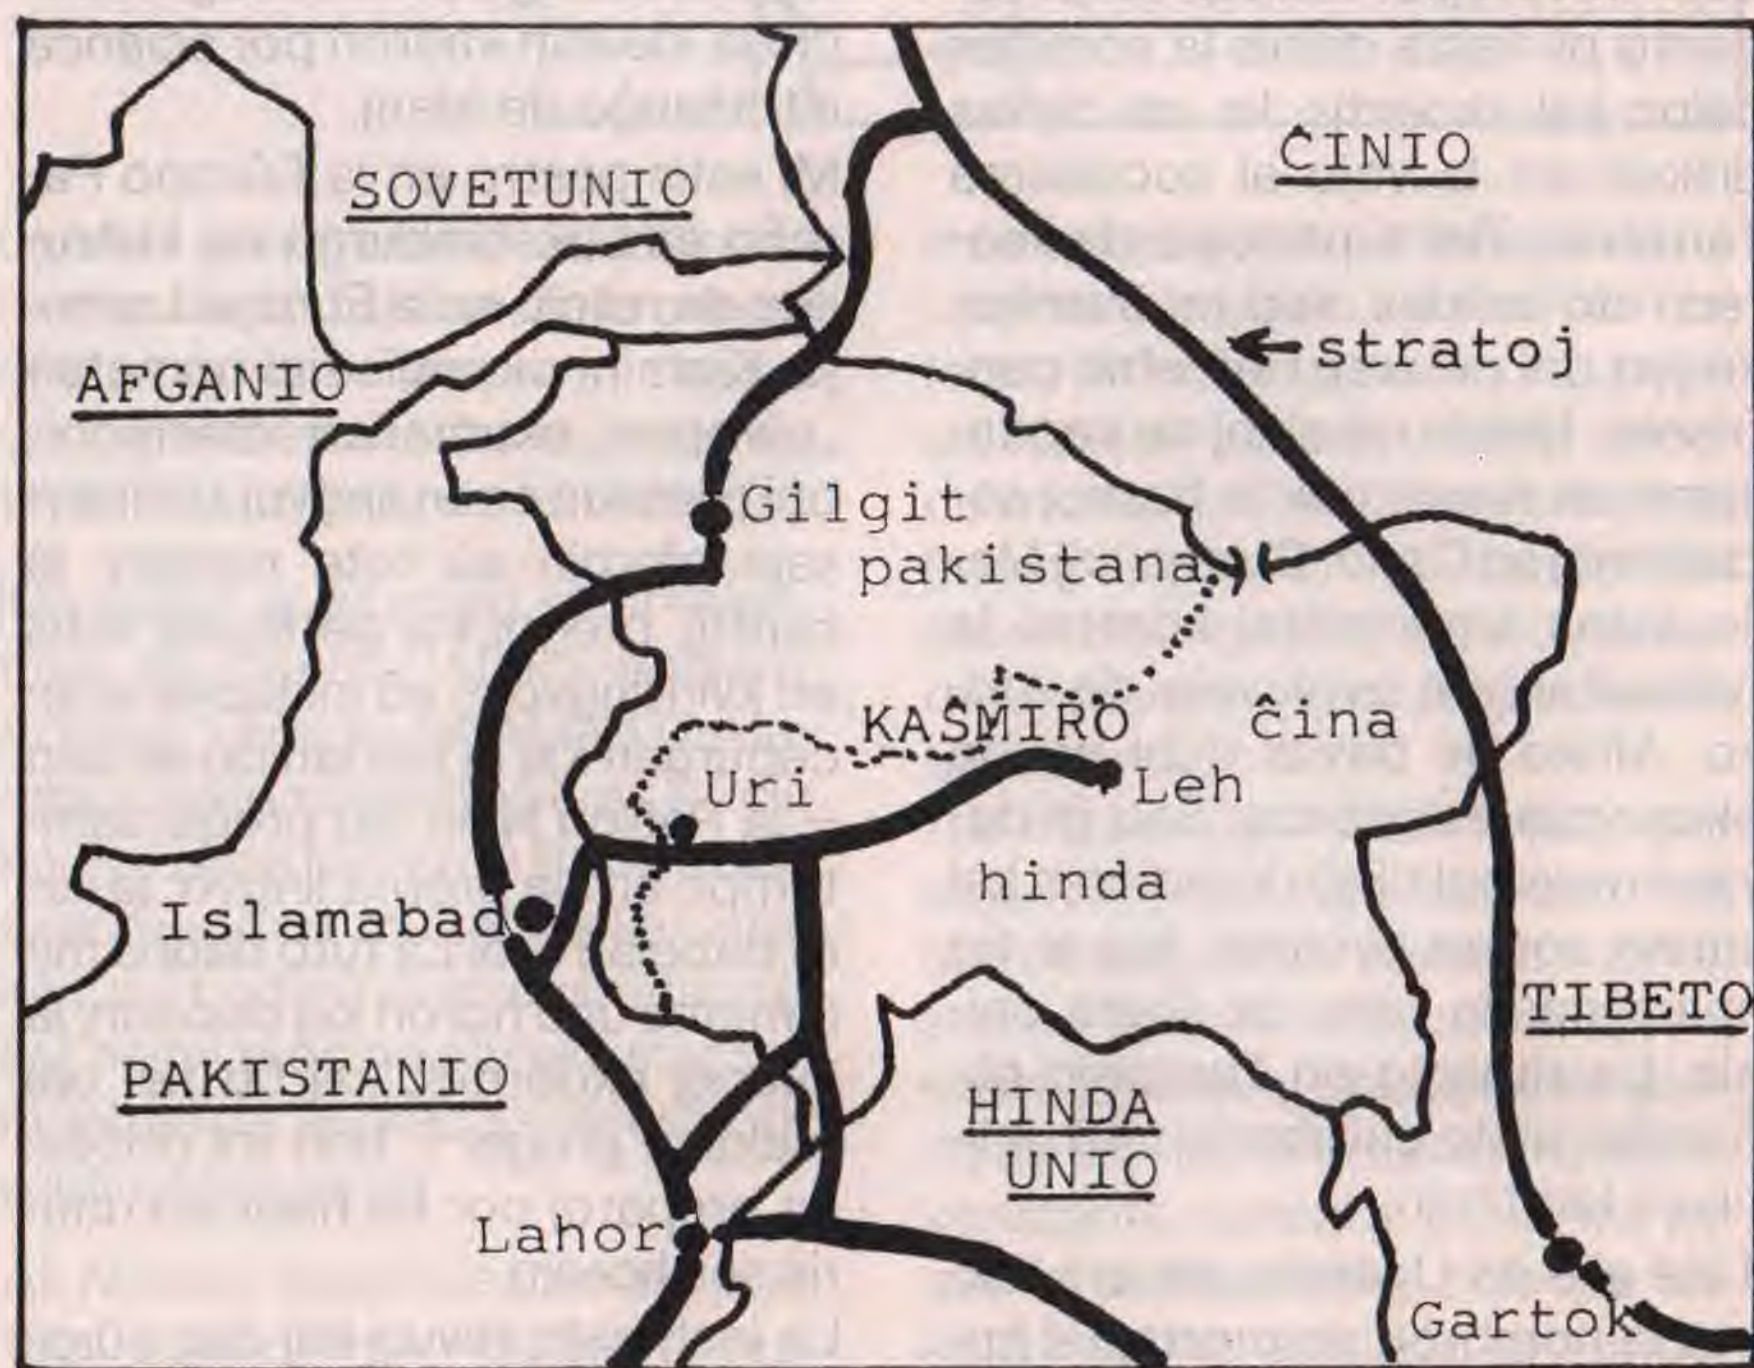 ĈINIO
SOVETUNIO
← stratoj
AFGANIO
Gilgit
pakistana
KAŜMIRO
ĉina
Uri
Leh
hinda
Islamabad
TIBETO
PAKISTANIO
HINDA
UNIO
Lahor
Gartok